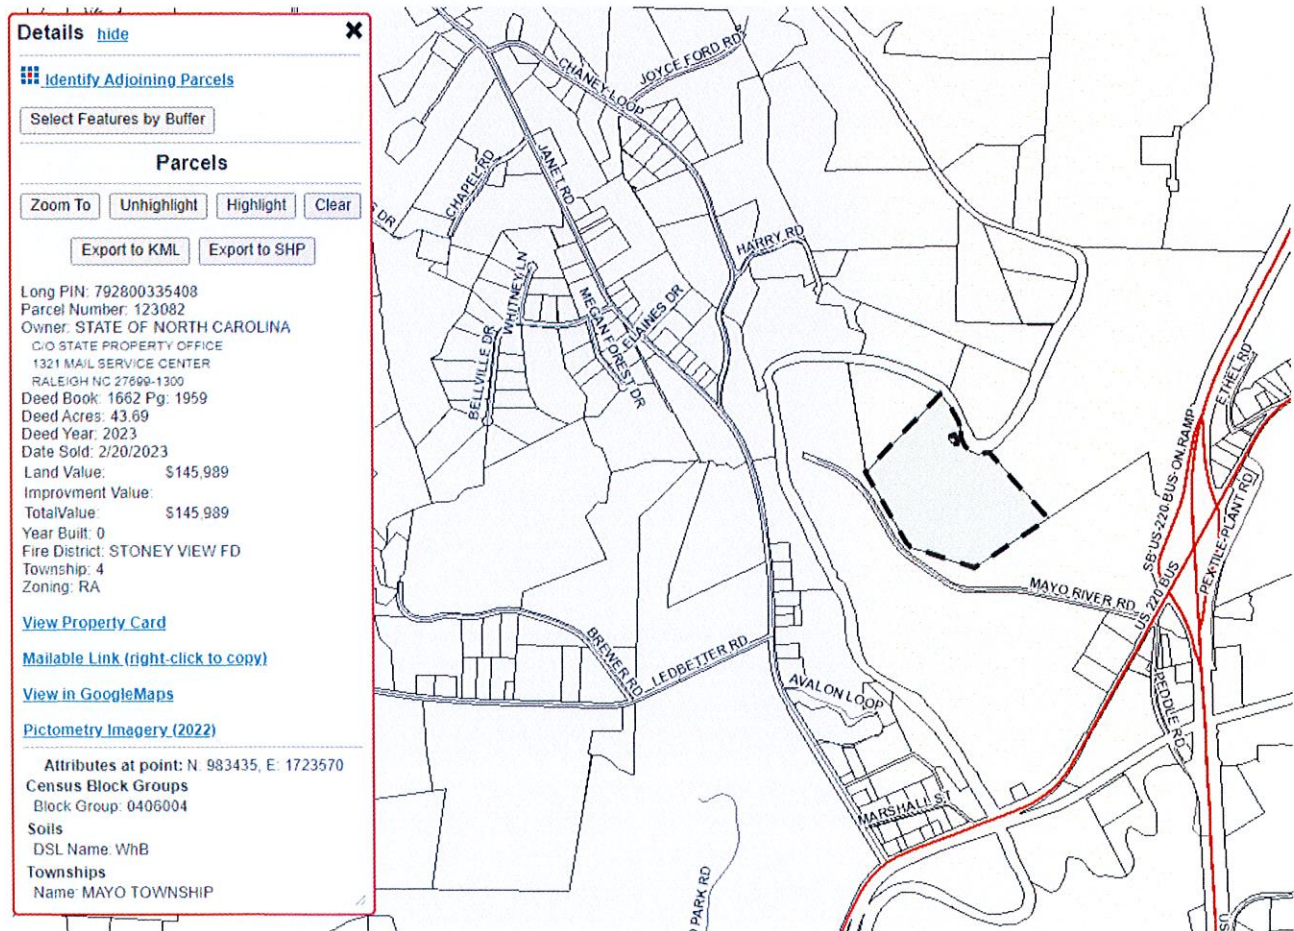 Details hide
Identify Adjoining Parcels
Select Features by Buffer
Parcels
Zoom To Unhighlight Highlight Clear
Export to KML Export to SHP
Long PIN: 792800335408
Parcel Number: 123082
Owner: STATE OF NORTH CAROLINA
C/O STATE PROPERTY OFFICE
1321 MAIL SERVICE CENTER
RALEIGH NC 27699-1300
Deed Book: 1662 Pg: 1959
Deed Acres: 43.69
Deed Year: 2023
Date Sold: 2/20/2023
Land Value: $145,989
Improvment Value:
TotalValue: $145,989
Year Built: 0
Fire District: STONEY VIEW FD
Township: 4
Zoning: RA
View Property Card
Mailable Link (right-click to copy)
View in GoogleMaps
Pictometry Imagery (2022)
Attributes at point: N: 983435, E: 1723570
Census Block Groups
Block Group: 0406004
Soils
DSL Name: WhB
Townships
Name: MAYO TOWNSHIP
CHANEY LOOP
JOYCE FORD RD
JANET RD
CHAPEL RD
DR
HARRY RD
WHITNEY LN
MEGAN FOREST DR
ELAINES DR
BELLVILLE DR
ETHEL RD
SB US-220 BUS-ON RAMP
US 220 BUS
PEXTILE-PLANT RD
MAYO RIVER RD
BREWER RD
LEDBETTER RD
AVALON LOOP
PEDDLE RD
MARSHALL ST
PARK RD
US